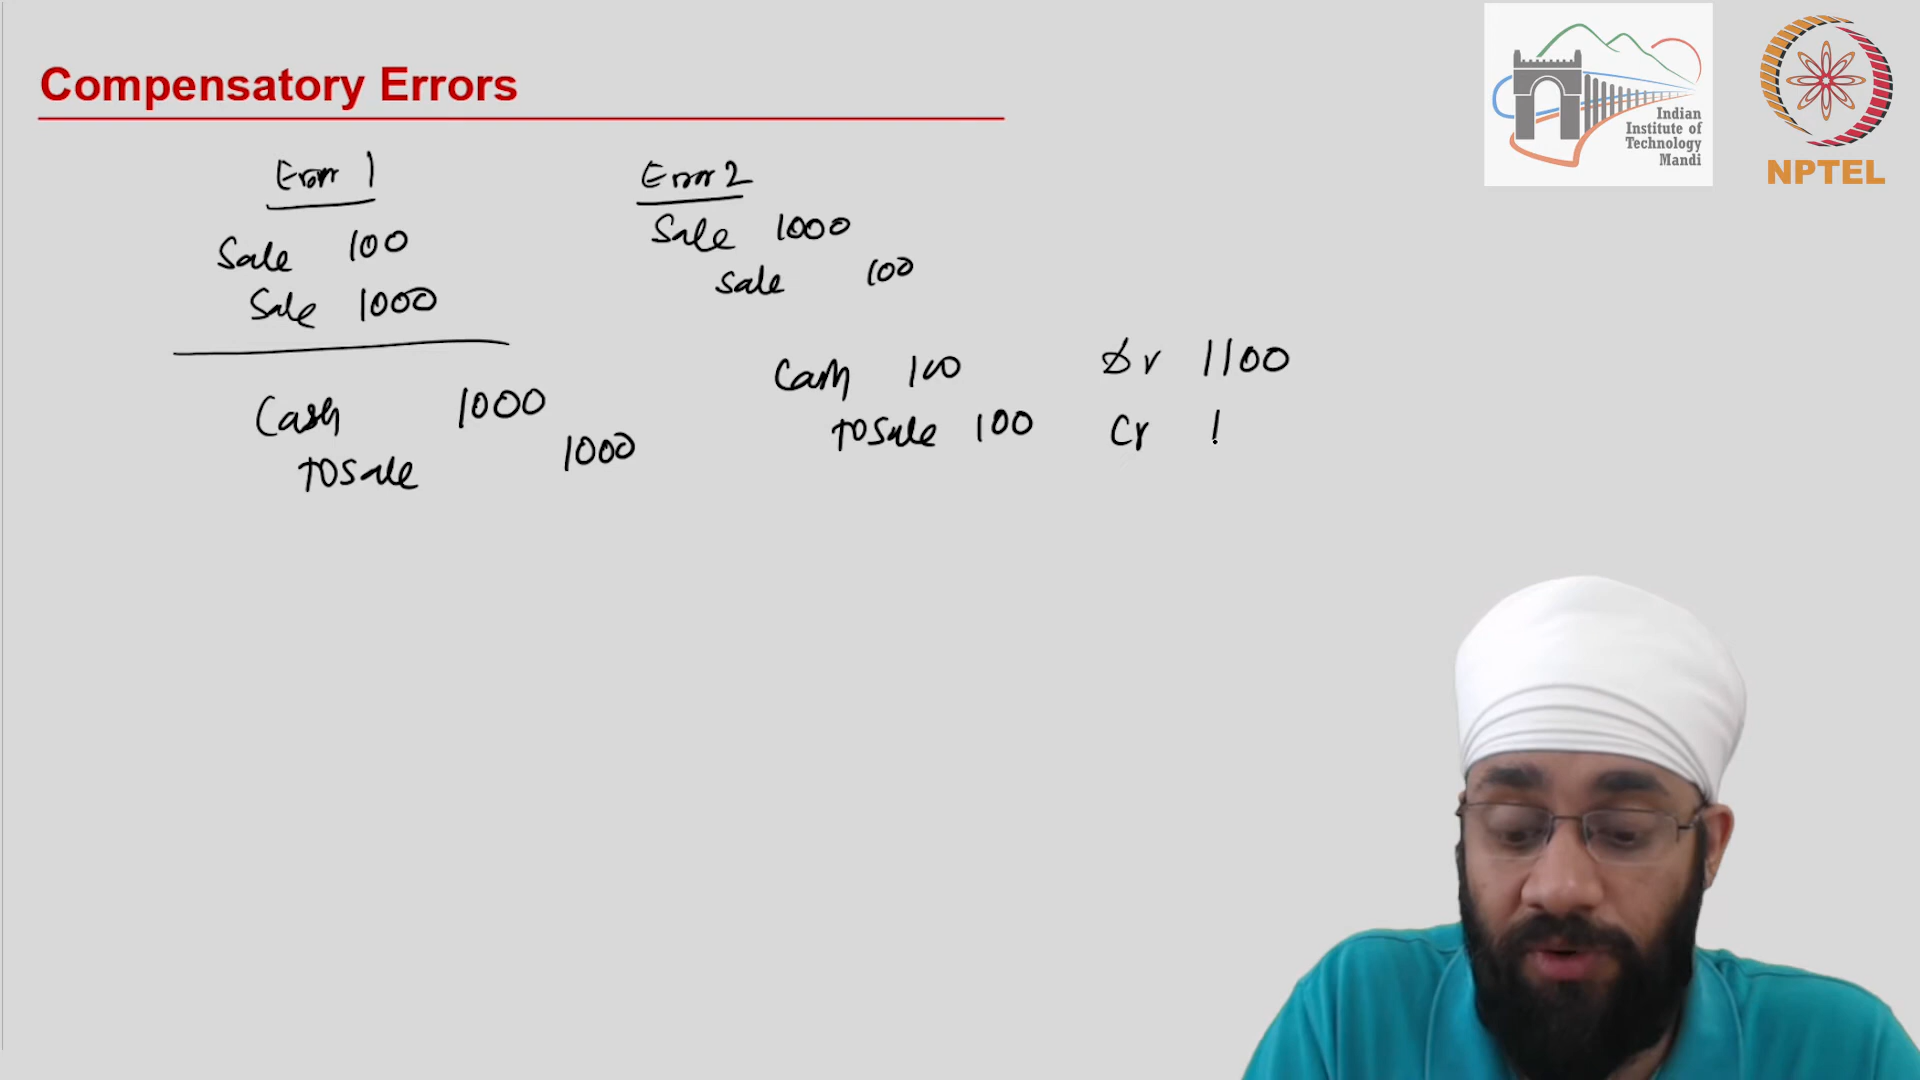 Compensatory Errors
Indian
Institute of
Technology
Mandi
NPTEL
Error 1
Sale 100
Sale 1000
Error 2
Sale 1000
Sale 100
Cash 1000
TO Sale 1000
Cash 100
TO Sale 100
Dr 1100
Cr 1